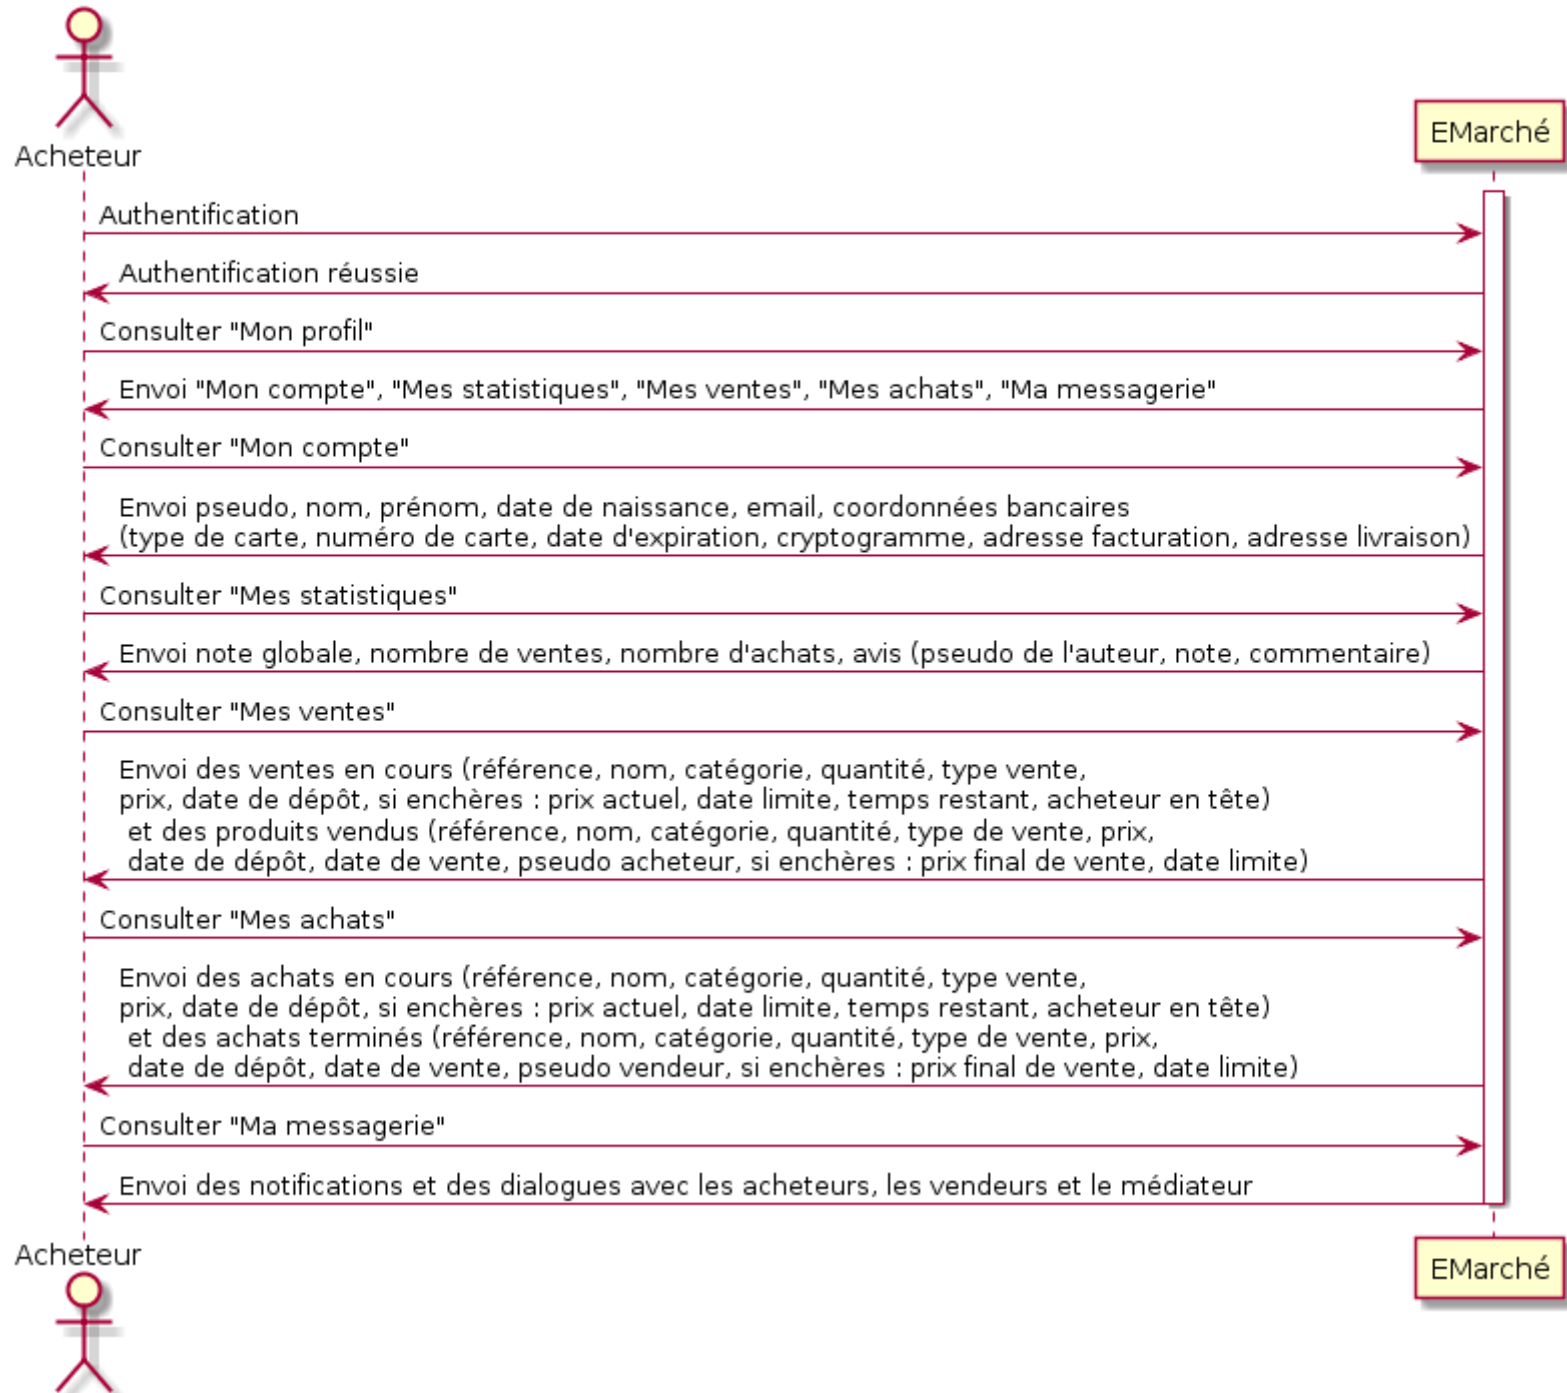 Acheteur
EMarché
Authentification
Authentification réussie
Consulter "Mon profil"
Envoi "Mon compte", "Mes statistiques", "Mes ventes", "Mes achats", "Ma messagerie"
Consulter "Mon compte"
Envoi pseudo, nom, prénom, date de naissance, email, coordonnées bancaires
(type de carte, numéro de carte, date d'expiration, cryptogramme, adresse facturation, adresse livraison)
Consulter "Mes statistiques"
Envoi note globale, nombre de ventes, nombre d'achats, avis (pseudo de l'auteur, note, commentaire)
Consulter "Mes ventes"
Envoi des ventes en cours (référence, nom, catégorie, quantité, type vente,
prix, date de dépôt, si enchères : prix actuel, date limite, temps restant, acheteur en tête)
et des produits vendus (référence, nom, catégorie, quantité, type de vente, prix,
date de dépôt, date de vente, pseudo acheteur, si enchères : prix final de vente, date limite)
Consulter "Mes achats"
Envoi des achats en cours (référence, nom, catégorie, quantité, type vente,
prix, date de dépôt, si enchères : prix actuel, date limite, temps restant, acheteur en tête)
et des achats terminés (référence, nom, catégorie, quantité, type de vente, prix,
date de dépôt, date de vente, pseudo vendeur, si enchères : prix final de vente, date limite)
Consulter "Ma messagerie"
Envoi des notifications et des dialogues avec les acheteurs, les vendeurs et le médiateur
Acheteur
EMarché